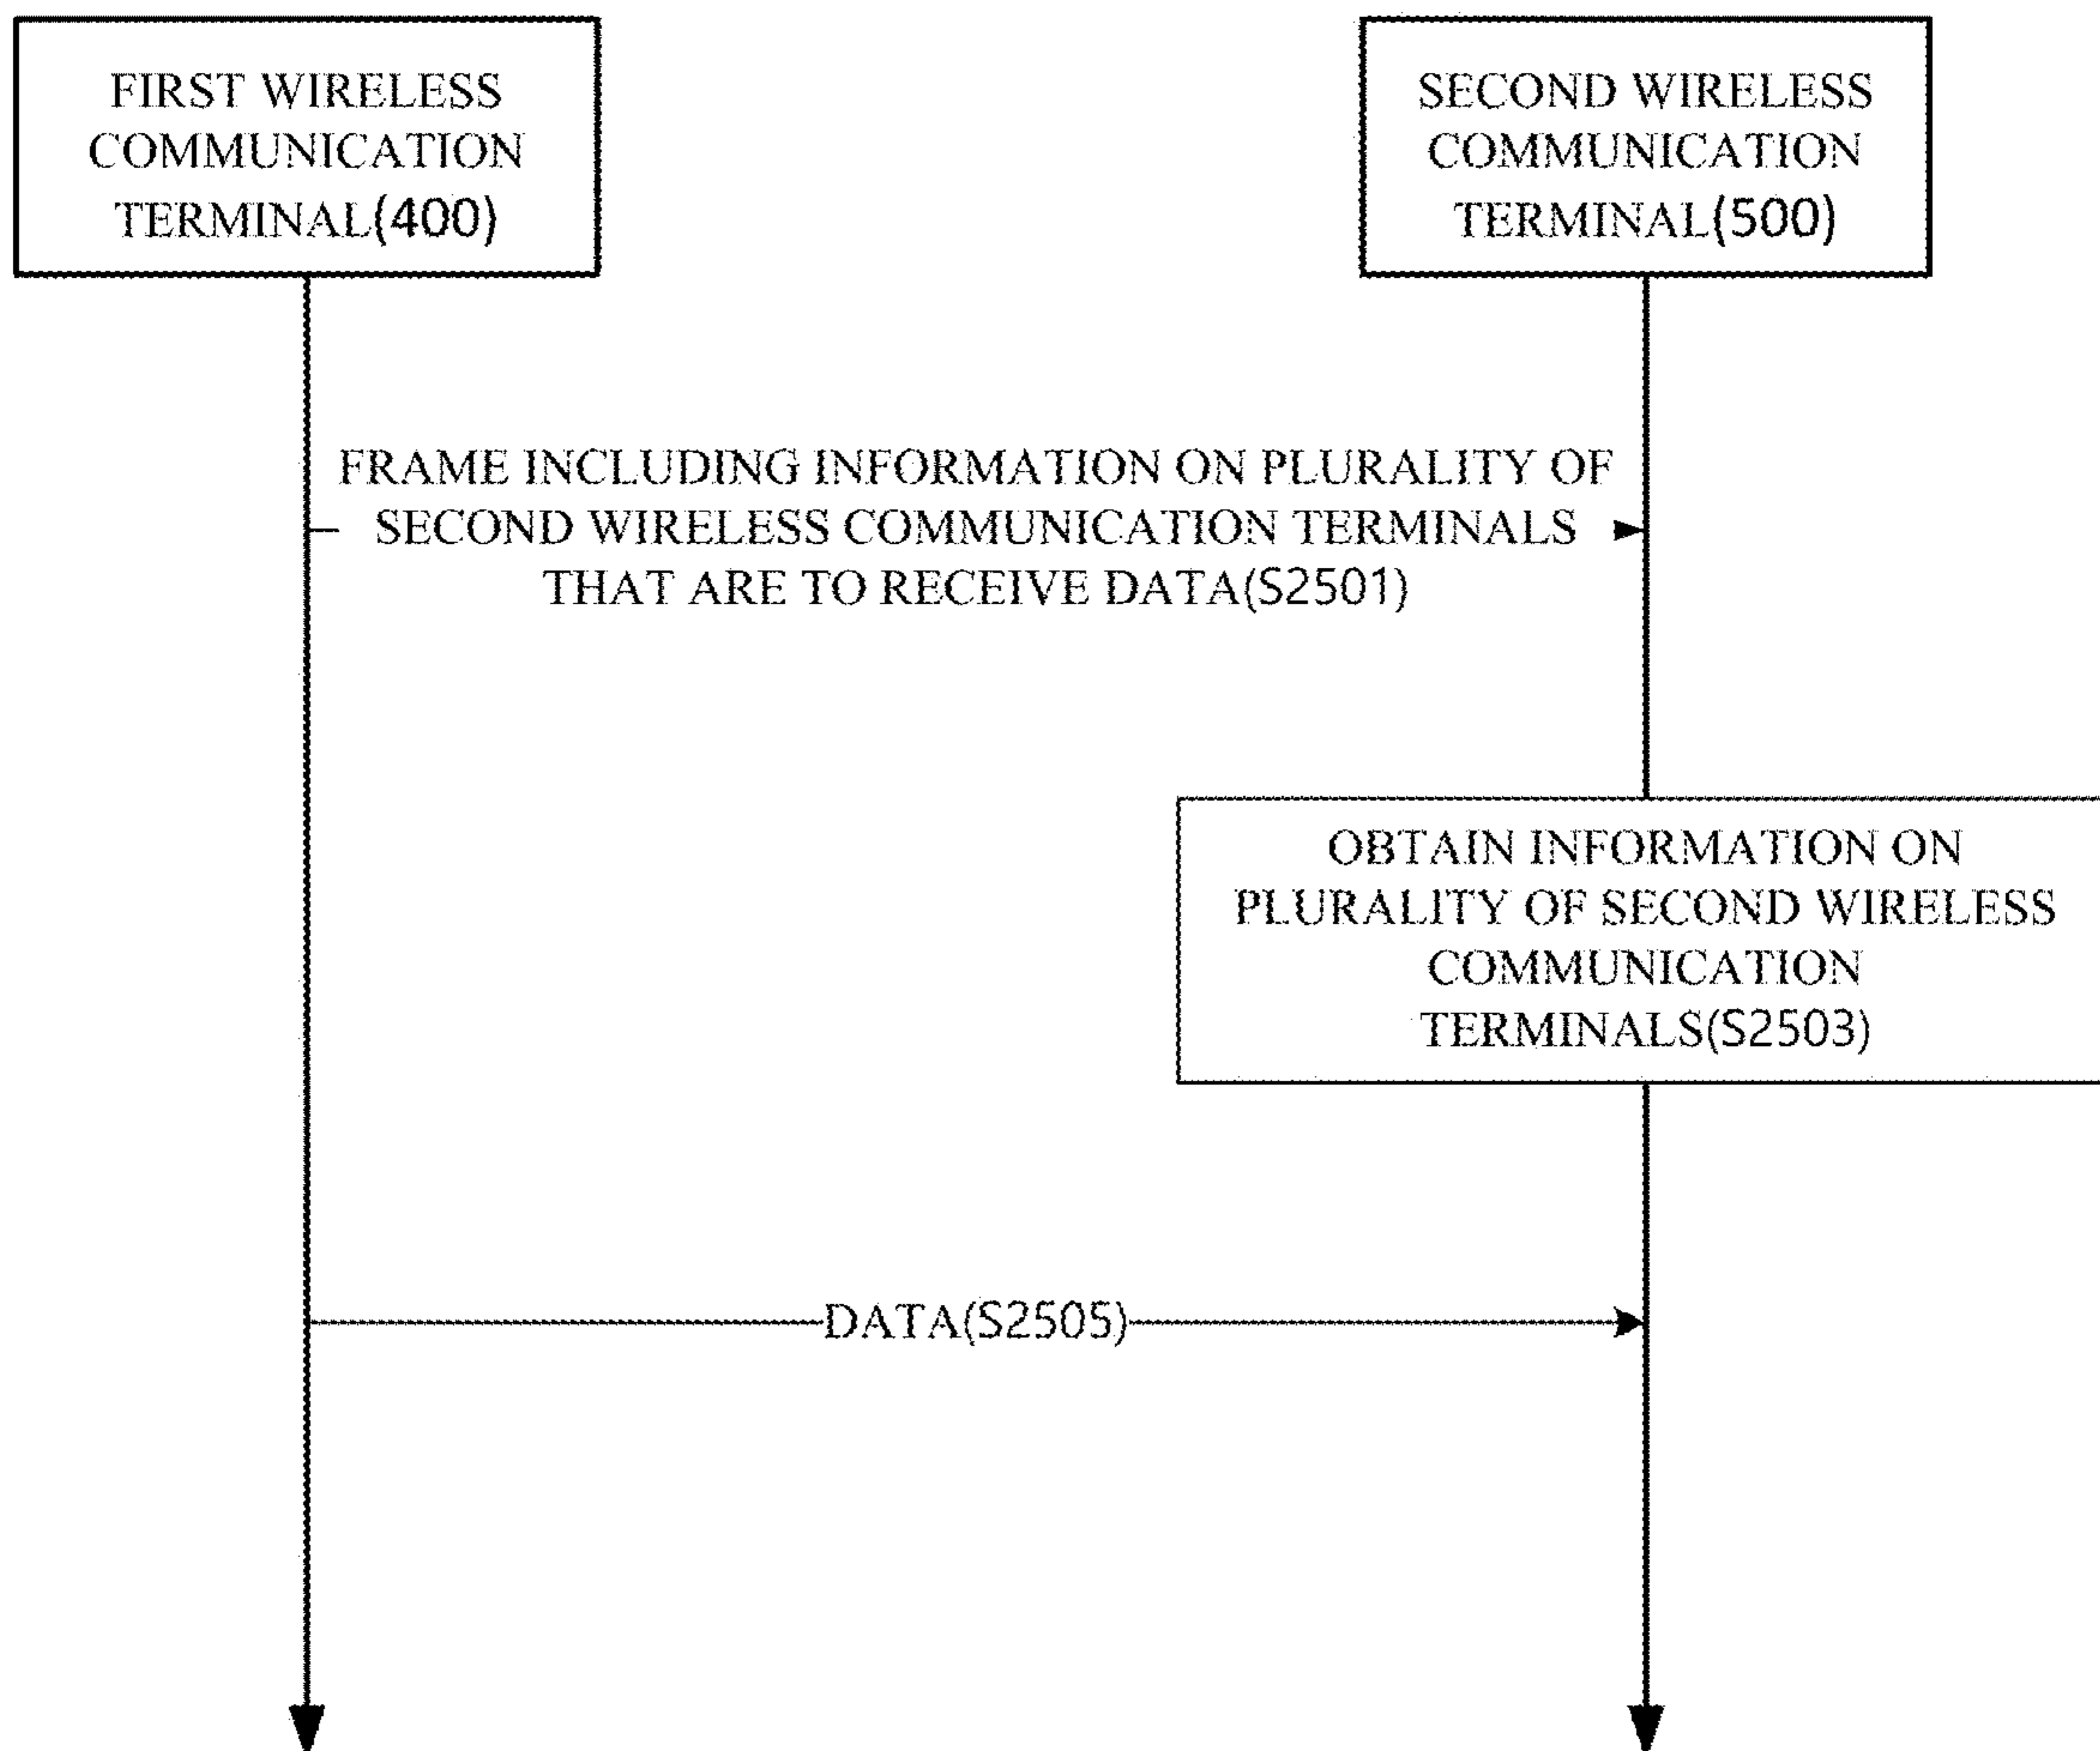 FIRST WIRELESS
COMMUNICATION
TERMINAL(400)
SECOND WIRELESS
COMMUNICATION
TERMINAL(500)
FRAME INCLUDING INFORMATION ON PLURALITY OF
SECOND WIRELESS COMMUNICATION TERMINALS
THAT ARE TO RECEIVE DATA(S2501)
OBTAIN INFORMATION ON
PLURALITY OF SECOND WIRELESS
COMMUNICATION
TERMINALS(S2503)
DATA(S2505)